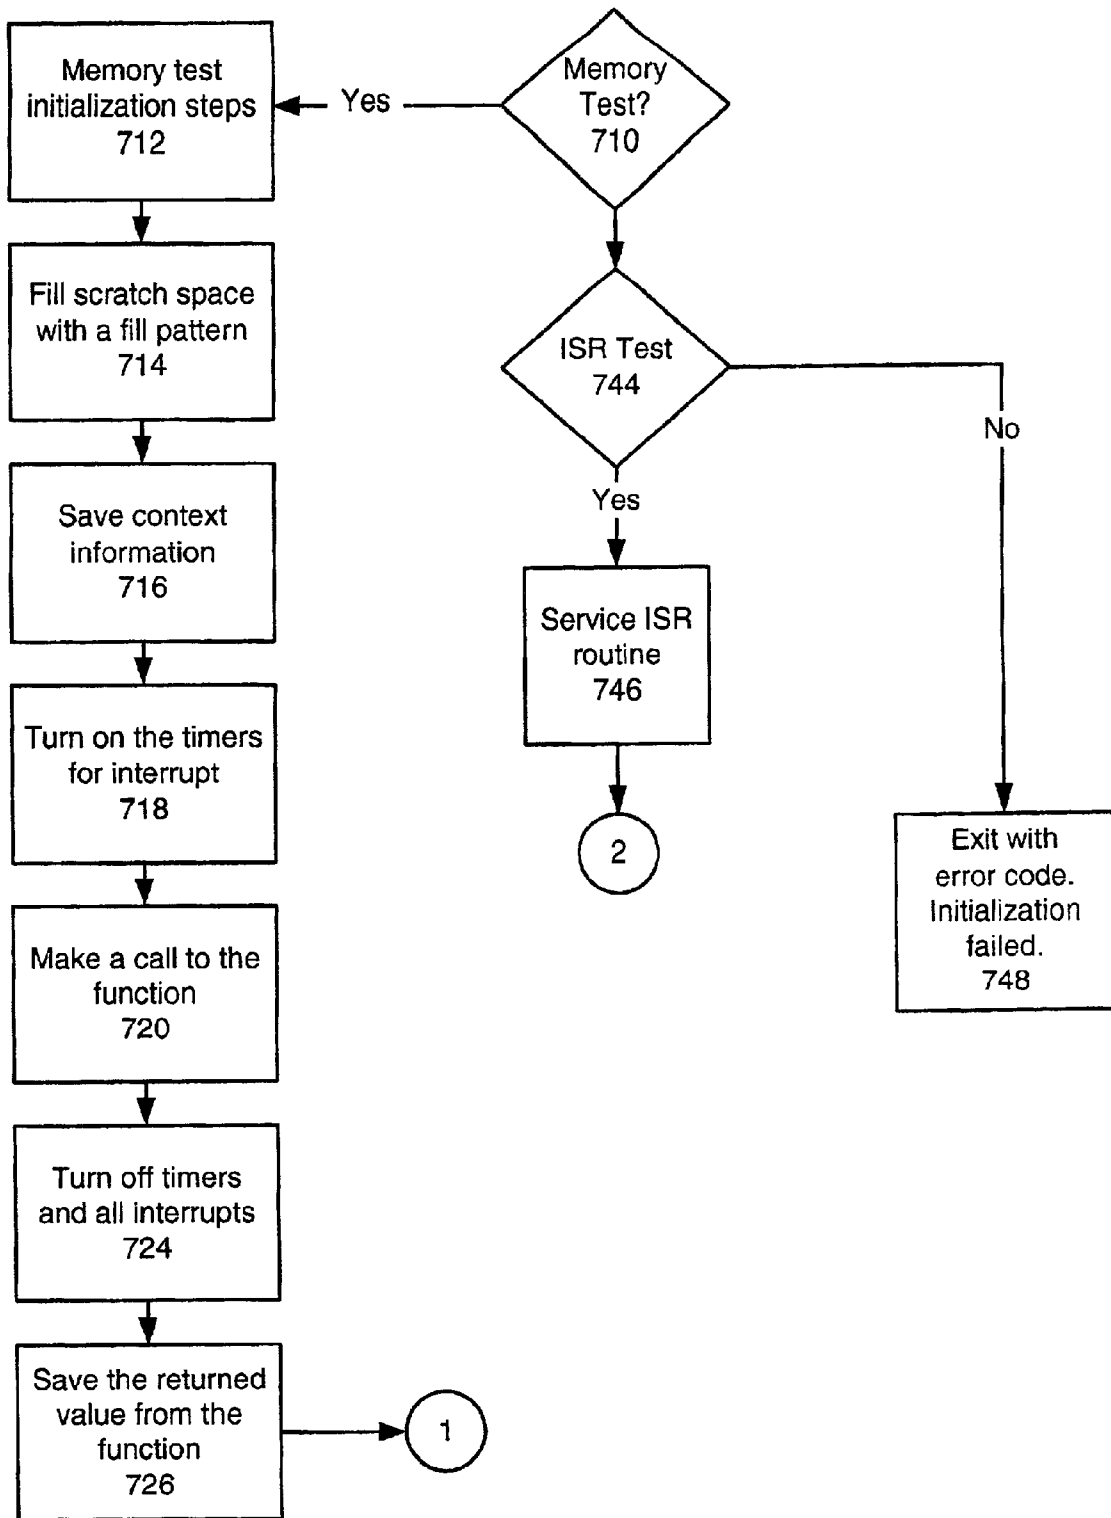 Memory test
initialization steps
712
Yes
Memory
Test?
710
Fill scratch space
with a fill pattern
714
ISR Test
744
No
Save context
information
716
Yes
Service ISR
routine
746
Turn on the timers
for interrupt
718
2
Exit with
error code.
Initialization
failed.
748
Make a call to the
function
720
Turn off timers
and all interrupts
724
Save the returned
value from the
function
726
1